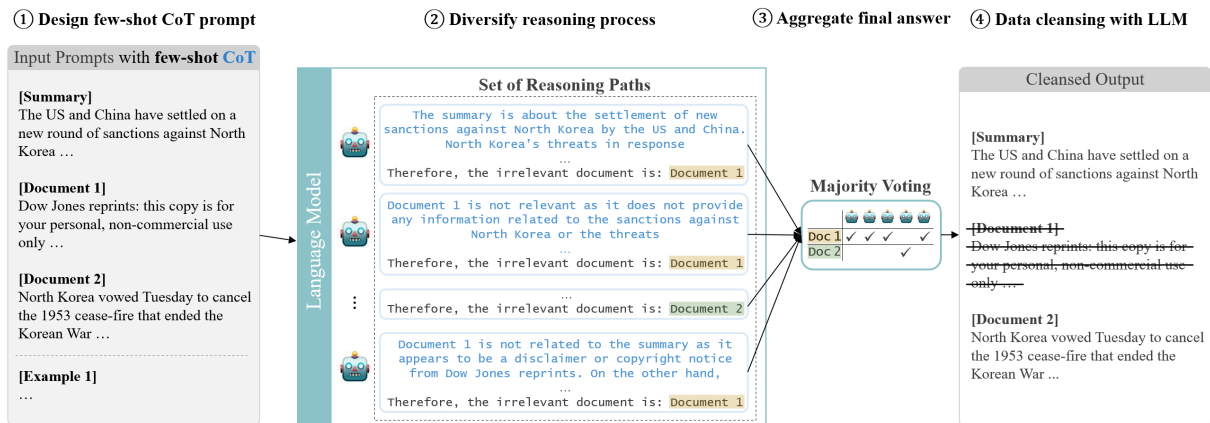 ① Design few-shot CoT prompt
② Diversify reasoning process
③ Aggregate final answer
④ Data cleansing with LLM
Input Prompts with few-shot CoT
[Summary]
The US and China have settled on a
new round of sanctions against North
Korea …
[Document 1]
Dow Jones reprints: this copy is for
your personal, non-commercial use
only …
[Document 2]
North Korea vowed Tuesday to cancel
the 1953 cease-fire that ended the
Korean War …
[Example 1]
…
Language Model
Set of Reasoning Paths
The summary is about the settlement of new
sanctions against North Korea by the US and China.
North Korea's threats in response
…
Therefore, the irrelevant document is: Document 1
Document 1 is not relevant as it does not provide
any information related to the sanctions against
North Korea or the threats
…
Therefore, the irrelevant document is: Document 1
…
Therefore, the irrelevant document is: Document 2
Document 1 is not related to the summary as it
appears to be a disclaimer or copyright notice
from Dow Jones reprints. On the other hand,
…
Therefore, the irrelevant document is: Document 1
Majority Voting
Doc 1 ✓ ✓ ✓ ✓
Doc 2 ✓
Cleansed Output
[Summary]
The US and China have settled on a
new round of sanctions against North
Korea …
[Document 1]
Dow Jones reprints: this copy is for
your personal, non-commercial use
only …
[Document 2]
North Korea vowed Tuesday to cancel
the 1953 cease-fire that ended the
Korean War ...